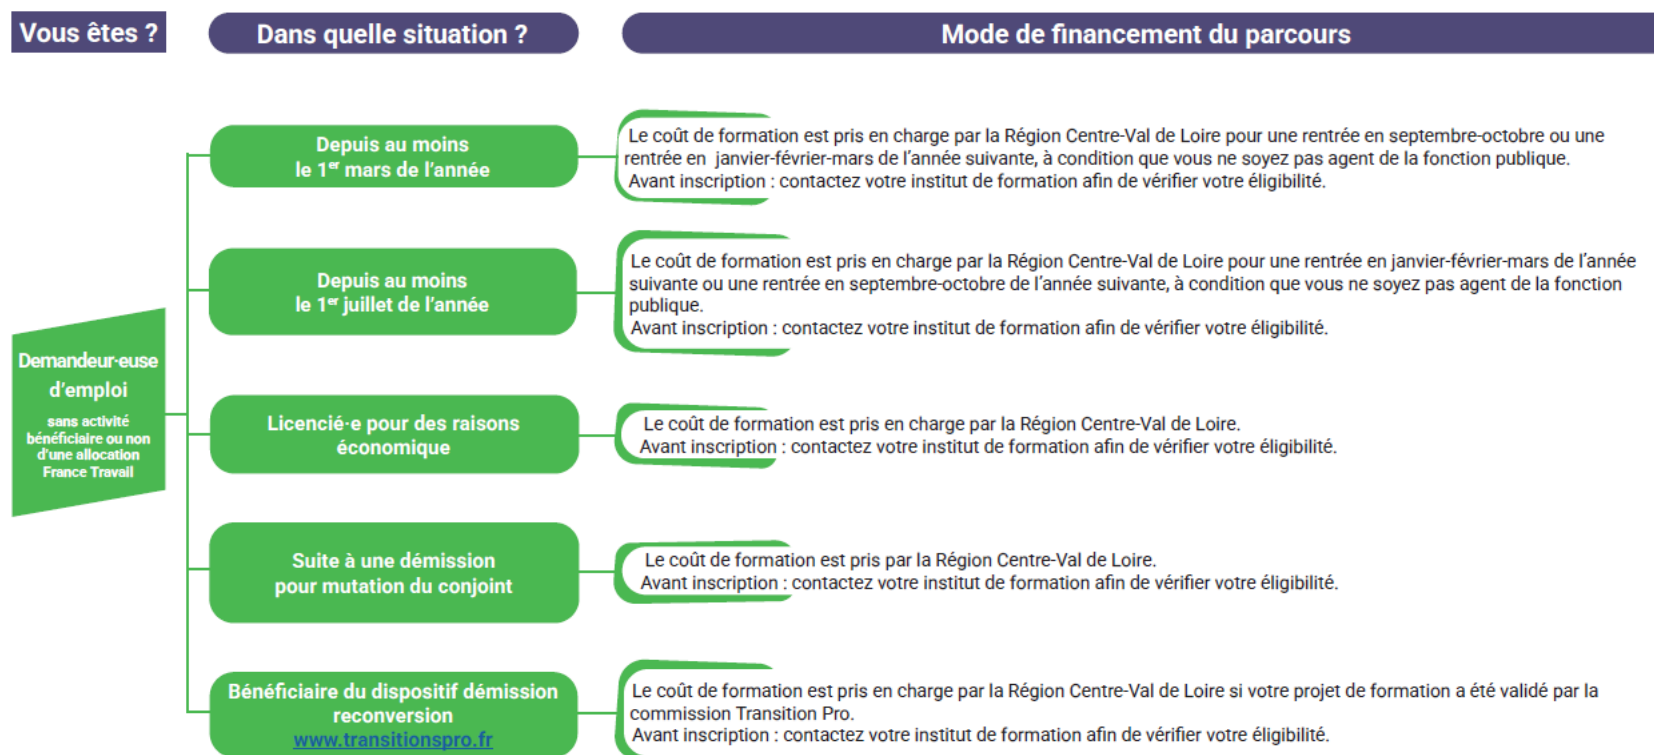 Vous êtes ?
Dans quelle situation ?
Mode de financement du parcours
Demandeur·euse
d'emploi
sans activité
bénéficiaire ou non
d'une allocation
France Travail
Depuis au moins
le 1er mars de l'année
Le coût de formation est pris en charge par la Région Centre-Val de Loire pour une rentrée en septembre-octobre ou une
rentrée en janvier-février-mars de l'année suivante, à condition que vous ne soyez pas agent de la fonction publique.
Avant inscription : contactez votre institut de formation afin de vérifier votre éligibilité.
Depuis au moins
le 1er juillet de l'année
Le coût de formation est pris en charge par la Région Centre-Val de Loire pour une rentrée en janvier-février-mars de l'année
suivante ou une rentrée en septembre-octobre de l'année suivante, à condition que vous ne soyez pas agent de la fonction
publique.
Avant inscription : contactez votre institut de formation afin de vérifier votre éligibilité.
Licencié·e pour des raisons
économique
Le coût de formation est pris en charge par la Région Centre-Val de Loire.
Avant inscription : contactez votre institut de formation afin de vérifier votre éligibilité.
Suite à une démission
pour mutation du conjoint
Le coût de formation est pris par la Région Centre-Val de Loire.
Avant inscription : contactez votre institut de formation afin de vérifier votre éligibilité.
Bénéficiaire du dispositif démission
reconversion
www.transitionspro.fr
Le coût de formation est pris en charge par la Région Centre-Val de Loire si votre projet de formation a été validé par la
commission Transition Pro.
Avant inscription : contactez votre institut de formation afin de vérifier votre éligibilité.